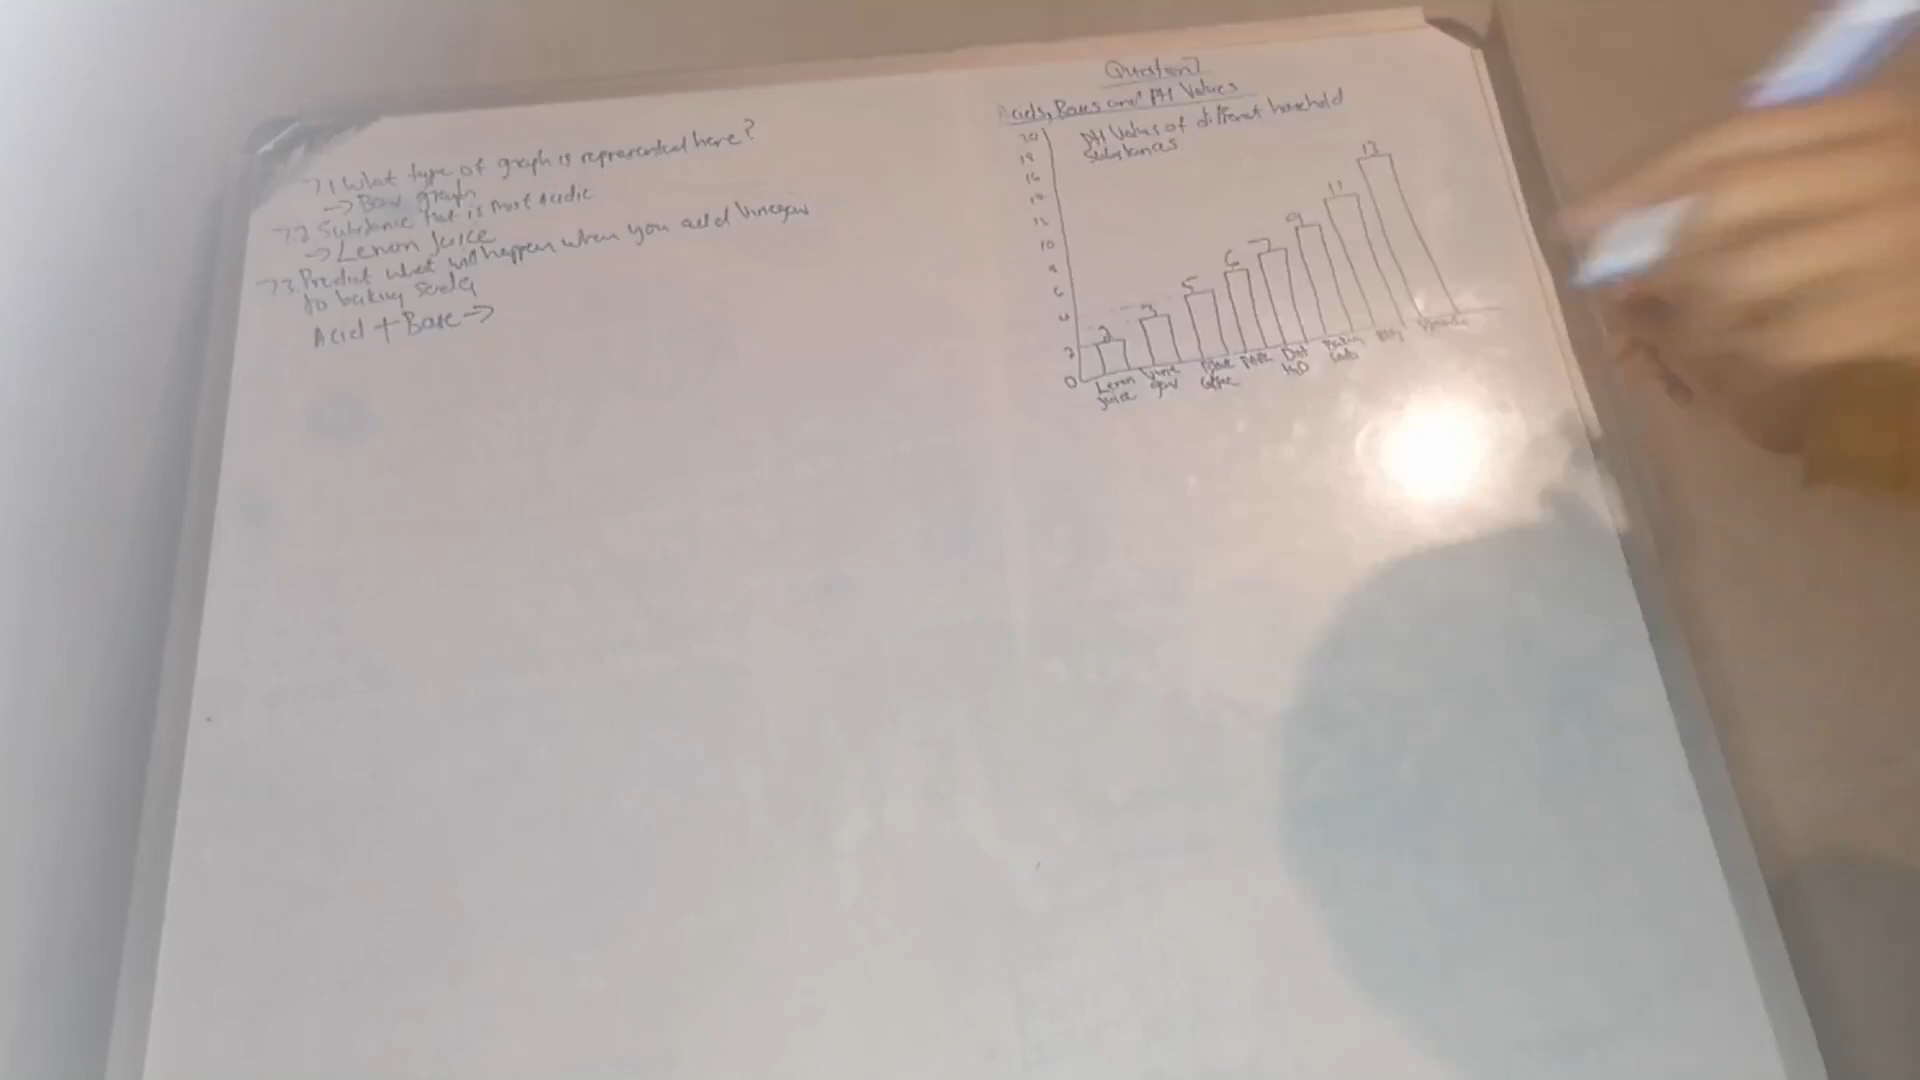 7.1 What type of graph is represented here?
-> Bar graph
7.2 Substance that is most acidic
-> Lemon Juice
7.3 Predict what will happen when you add Vinegar
to baking soda
Acid + Base ->
Question 7
Acids, Bases and PH Values
PH Values of different household
Substances
20
18
16
14
12
10
8
6
4
2
0
2
3
5
6
7
9
11
13
Lemon
Juice
Vine
gar
Coffee
H2O
Baking
Soda